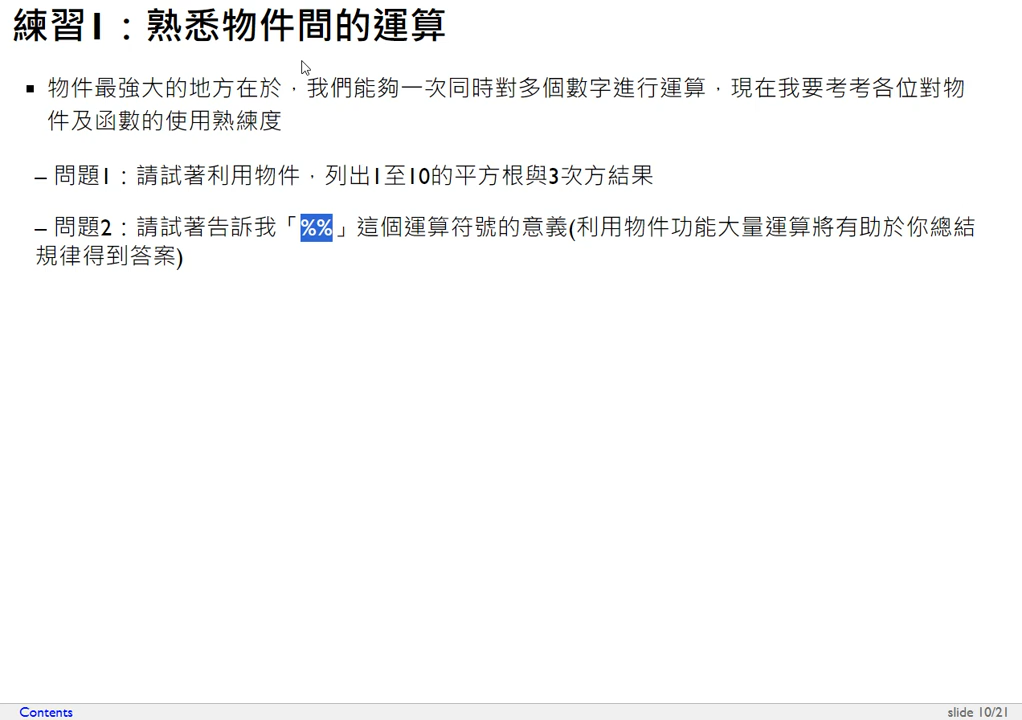 練習1：熟悉物件間的運算
▪ 物件最強大的地方在於，我們能夠一次同時對多個數字進行運算，現在我要考考各位對物
件及函數的使用熟練度
– 問題1：請試著利用物件，列出1至10的平方根與3次方結果
– 問題2：請試著告訴我「%%」這個運算符號的意義(利用物件功能大量運算將有助於你總結
規律得到答案)
Contents
slide 10/21